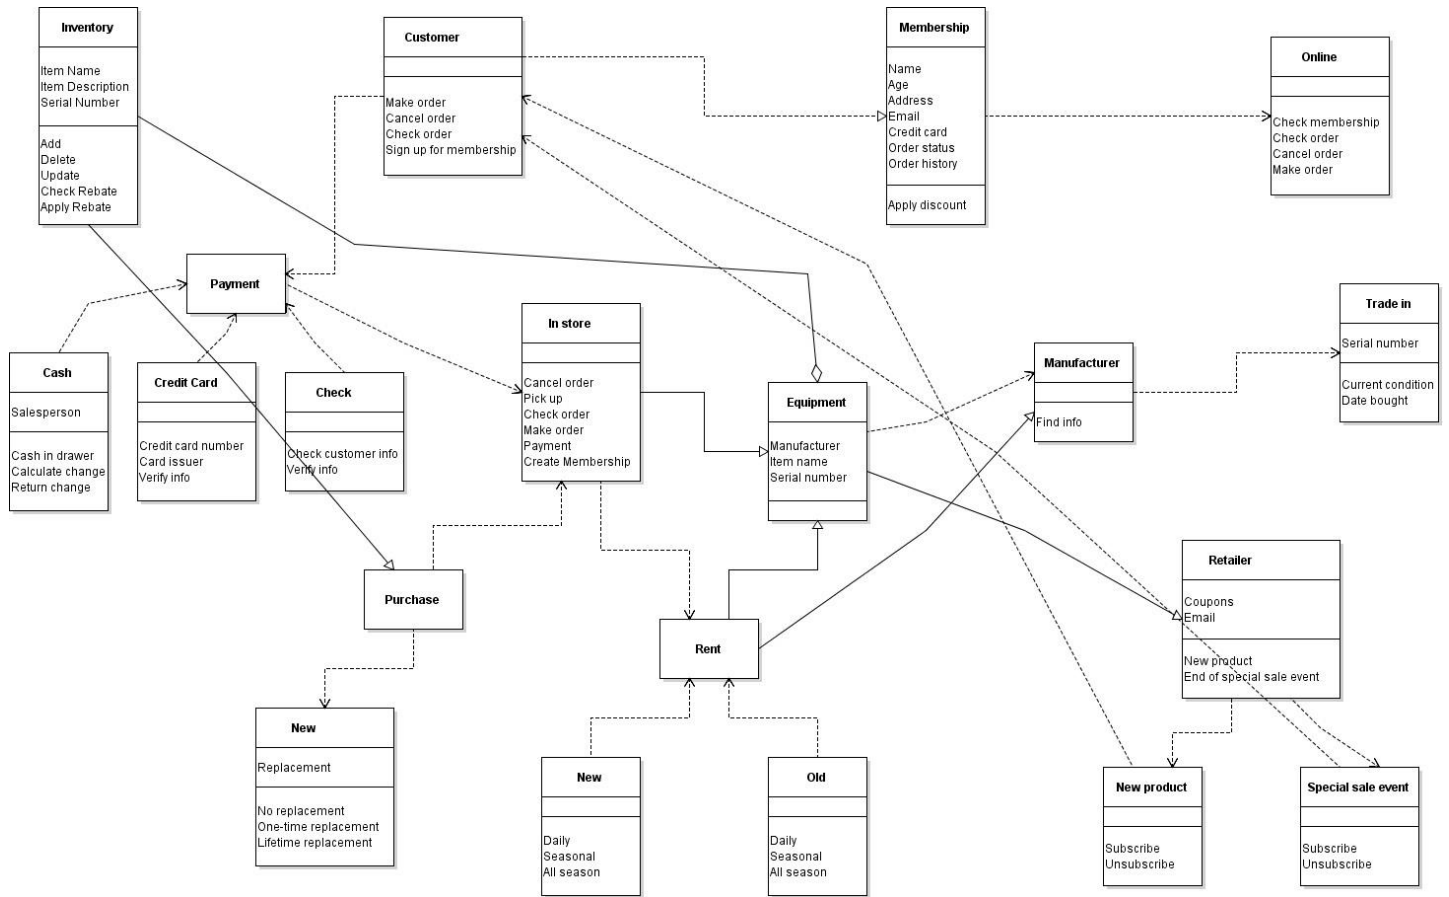 Inventory
Item Name
Item Description
Serial Number
Add
Delete
Update
Check Rebate
Apply Rebate
Customer
Make order
Cancel order
Check order
Sign up for membership
Membership
Name
Age
Address
Email
Credit card
Order status
Order history
Apply discount
Online
Check membership
Check order
Cancel order
Make order
Payment
Cash
Salesperson
Cash in drawer
Calculate change
Return change
Credit Card
Credit card number
Card issuer
Verify info
Check
Check customer info
Verify info
In store
Cancel order
Pick up
Check order
Make order
Payment
Create Membership
Equipment
Manufacturer
Item name
Serial number
Manufacturer
Find info
Trade in
Serial number
Current condition
Date bought
Purchase
Rent
Retailer
Coupons
Email
New product
End of special sale event
New
Replacement
No replacement
One-time replacement
Lifetime replacement
New
Daily
Seasonal
All season
Old
Daily
Seasonal
All season
New product
Subscribe
Unsubscribe
Special sale event
Subscribe
Unsubscribe